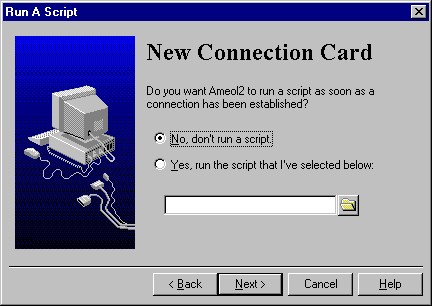 Run A Script
New Connection Card
Do you want Ameol2 to run a script as soon as a
connection has been established?
No, don't run a script.
Yes, run the script that I've selected below:
< Back
Next >
Cancel
Help